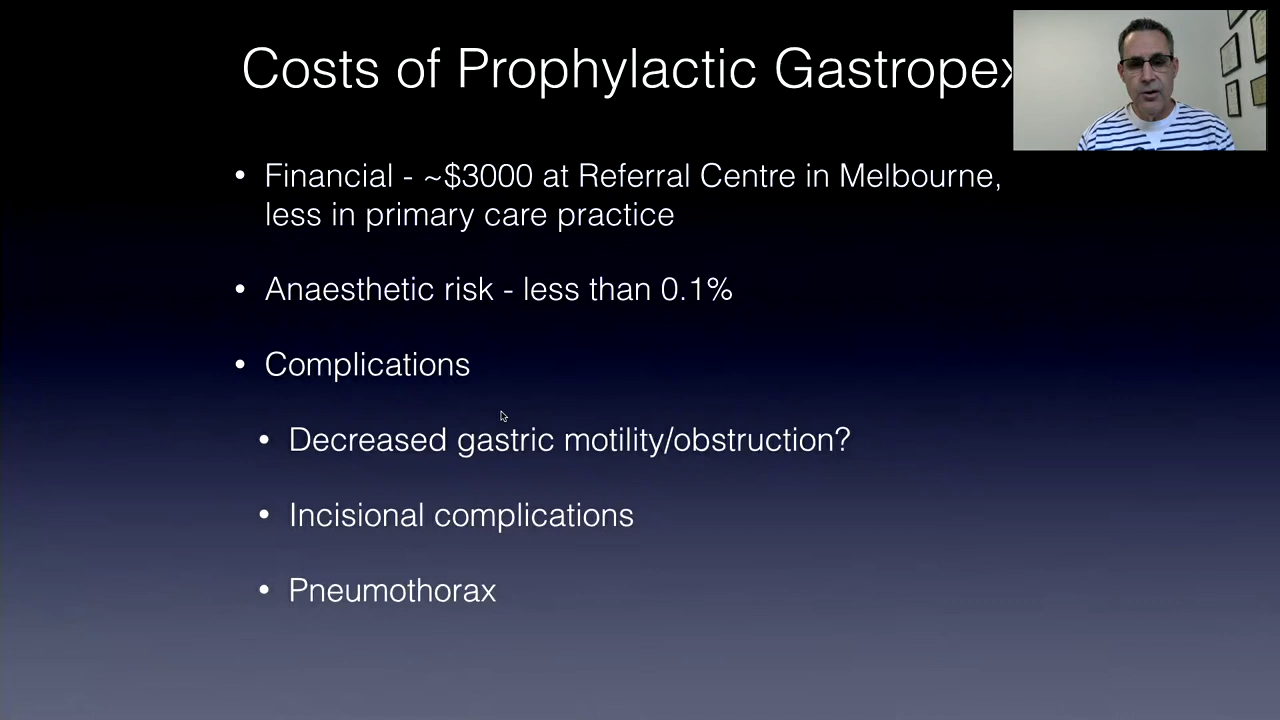 Costs of Prophylactic Gastropex
• Financial - ~$3000 at Referral Centre in Melbourne,
less in primary care practice
• Anaesthetic risk - less than 0.1%
• Complications
• Decreased gastric motility/obstruction?
• Incisional complications
• Pneumothorax